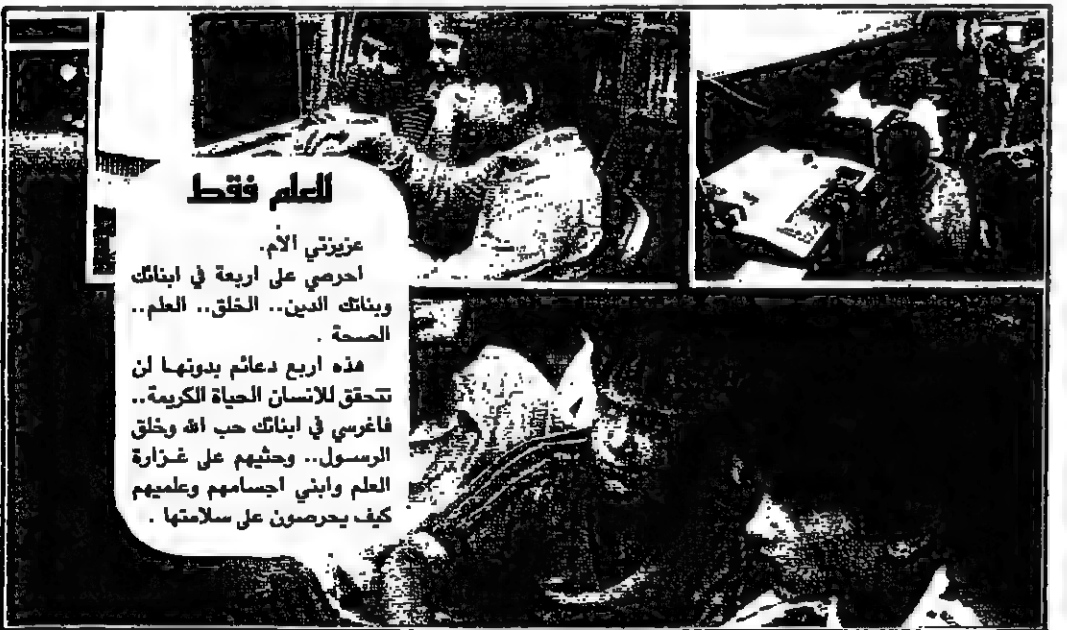 للعلم فقط
عزيزتي الأم.
احرصي على اربعة في ابنائك
وبناتك الدين.. الخلق.. العلم..
الصحة .
هذه اربع دعائم بدونها لن
تتحقق للانسان الحياة الكريمة..
فاغرسي في ابنائك حب الله وخلق
الرسول.. وحثيهم على غزارة
العلم وابني اجسامهم وعلميهم
كيف يحرصون على سلامتها .